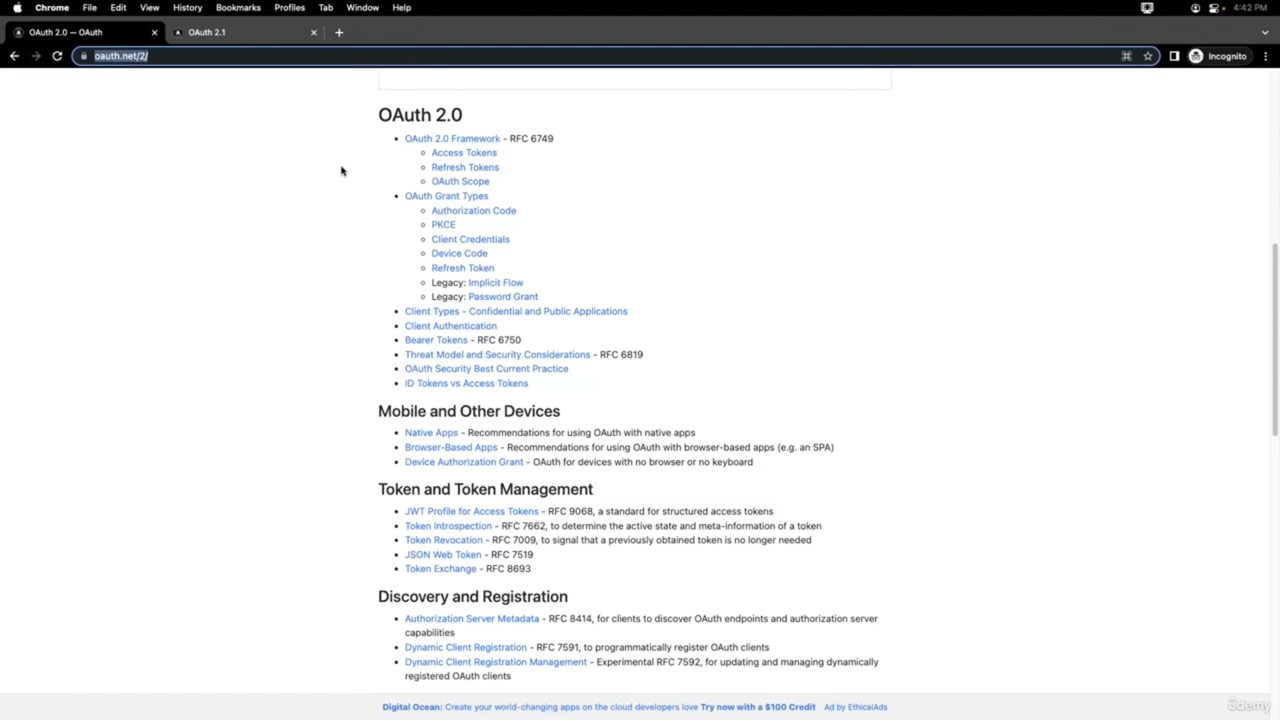 Chrome File Edit View History Bookmarks Profiles Tab Window Help 4:42 PM
OAuth 2.0 — OAuth OAuth 2.1
oauth.net/2/ Incognito
OAuth 2.0
OAuth 2.0 Framework - RFC 6749
Access Tokens
Refresh Tokens
OAuth Scope
OAuth Grant Types
Authorization Code
PKCE
Client Credentials
Device Code
Refresh Token
Legacy: Implicit Flow
Legacy: Password Grant
Client Types - Confidential and Public Applications
Client Authentication
Bearer Tokens - RFC 6750
Threat Model and Security Considerations - RFC 6819
OAuth Security Best Current Practice
ID Tokens vs Access Tokens
Mobile and Other Devices
Native Apps - Recommendations for using OAuth with native apps
Browser-Based Apps - Recommendations for using OAuth with browser-based apps (e.g. an SPA)
Device Authorization Grant - OAuth for devices with no browser or no keyboard
Token and Token Management
JWT Profile for Access Tokens - RFC 9068, a standard for structured access tokens
Token Introspection - RFC 7662, to determine the active state and meta-information of a token
Token Revocation - RFC 7009, to signal that a previously obtained token is no longer needed
JSON Web Token - RFC 7519
Token Exchange - RFC 8693
Discovery and Registration
Authorization Server Metadata - RFC 8414, for clients to discover OAuth endpoints and authorization server
capabilities
Dynamic Client Registration - RFC 7591, to programmatically register OAuth clients
Dynamic Client Registration Management - Experimental RFC 7592, for updating and managing dynamically
registered OAuth clients
Digital Ocean: Create your world-changing apps on the cloud developers love Try now with a $100 Credit Ad by EthicalAds
ûdemy